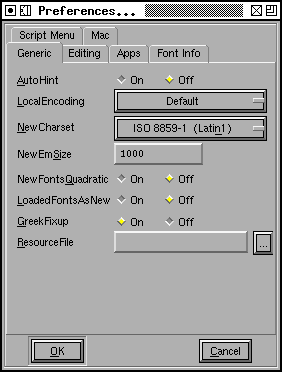 Preferences...
Script Menu Mac
Generic Editing Apps Font Info
AutoHint On Off
LocalEncoding Default
NewCharset ISO 8859-1 (Latin1)
NewEmSize 1000
NewFontsQuadratic On Off
LoadedFontsAsNew On Off
GreekFixup On Off
ResourceFile ...
OK Cancel